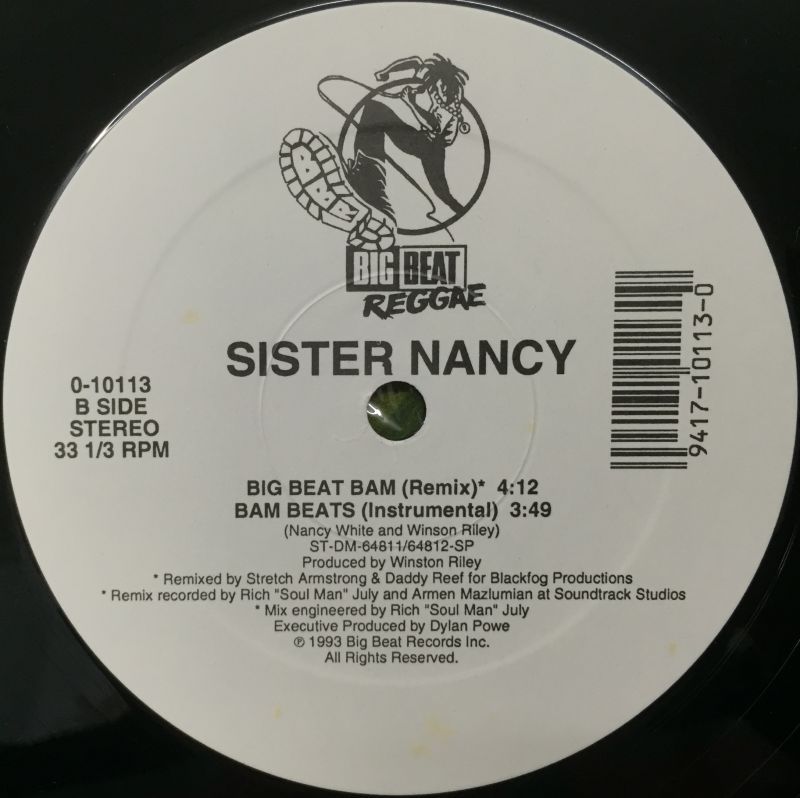 BIG BEAT
REGGAE
SISTER NANCY
0-10113
B SIDE
STEREO
33 1/3 RPM
9417-10113-0
BIG BEAT BAM (Remix)* 4:12
BAM BEATS (Instrumental) 3:49
(Nancy White and Winson Riley)
ST-DM-64811/64812-SP
Produced by Winston Riley
* Remixed by Stretch Armstrong & Daddy Reef for Blackfog Productions
* Remix recorded by Rich "Soul Man" July and Armen Mazlumian at Soundtrack Studios
* Mix engineered by Rich "Soul Man" July
Executive Produced by Dylan Powe
℗ 1993 Big Beat Records Inc.
All Rights Reserved.